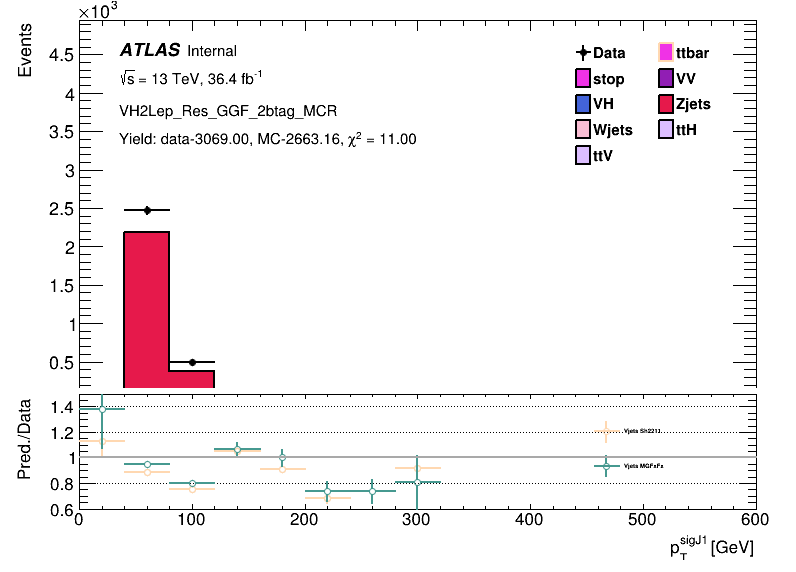 ×10³
Events
4.5
4
3.5
3
2.5
2
1.5
1
0.5
ATLAS Internal
√s = 13 TeV, 36.4 fb⁻¹
VH2Lep_Res_GGF_2btag_MCR
Yield: data-3069.00, MC-2663.16, χ² = 11.00
Data
ttbar
stop
VV
VH
Zjets
Wjets
ttH
ttV
Pred./Data
1.4
1.2
1
0.8
0.6
Vjets Sh2211
Vjets MGFxFx
0 100 200 300 400 500 600
p_T^sigJ1 [GeV]